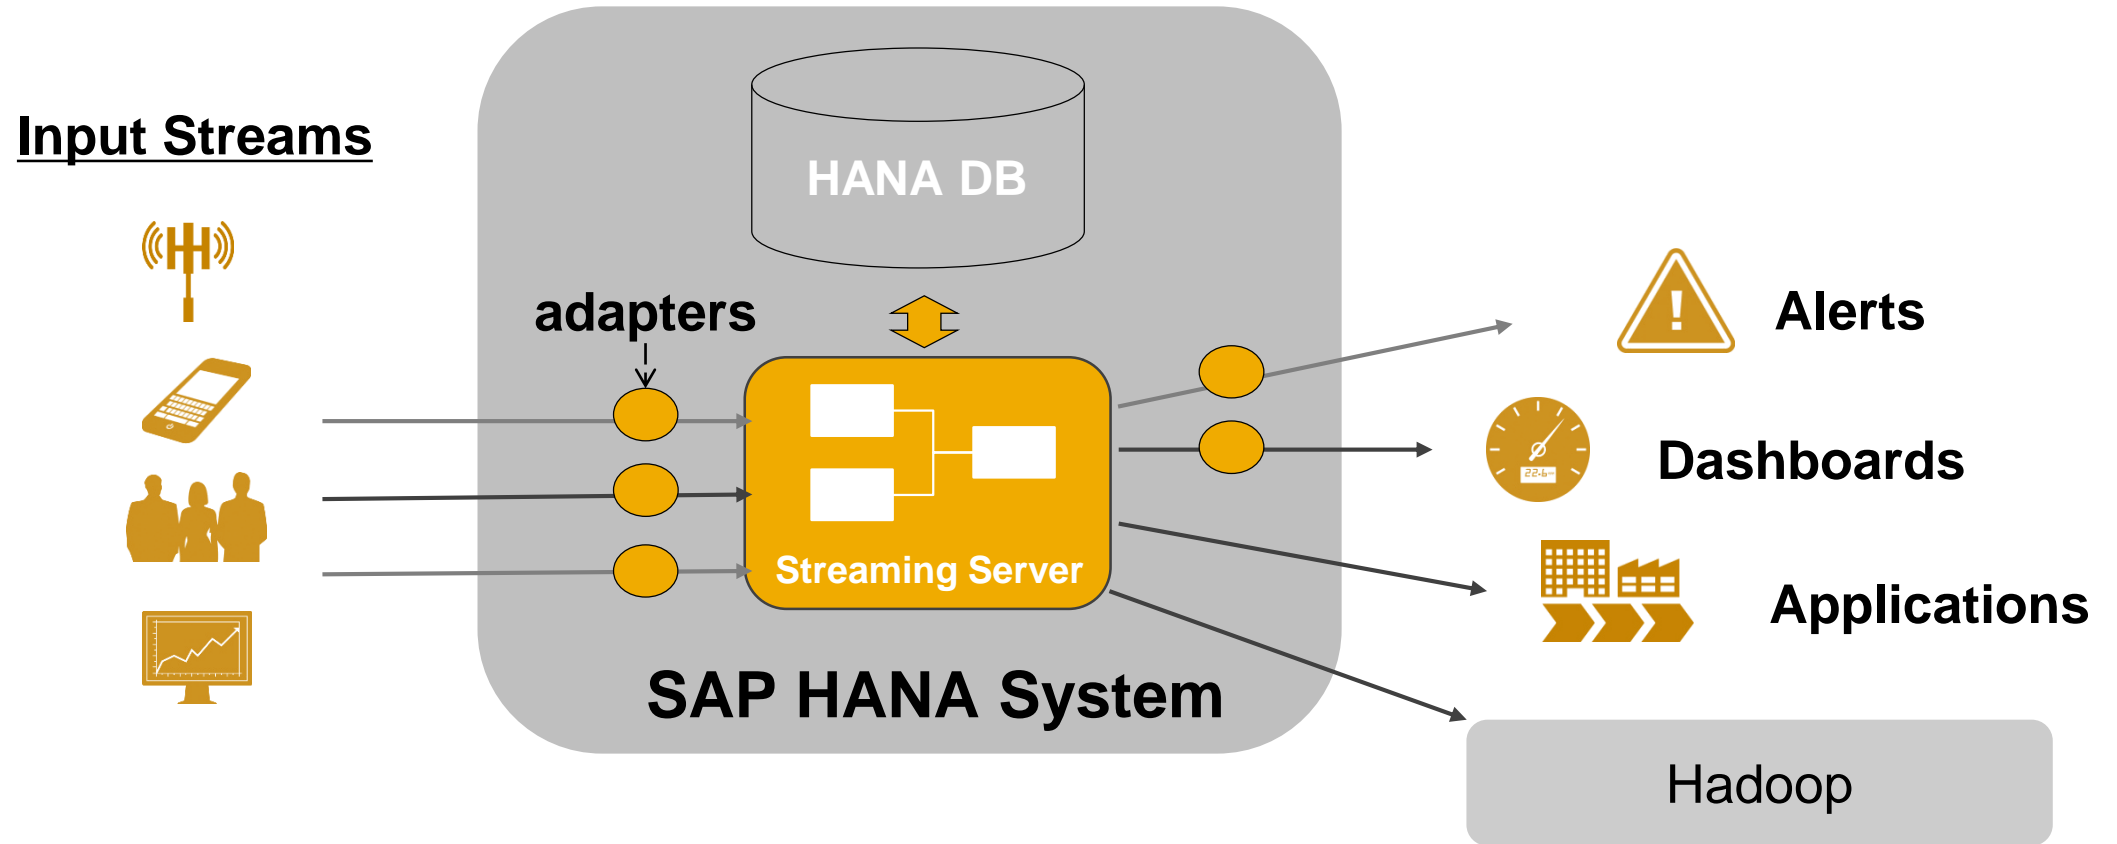 Input Streams
HANA DB
adapters
Streaming Server
SAP HANA System
Alerts
Dashboards
Applications
Hadoop